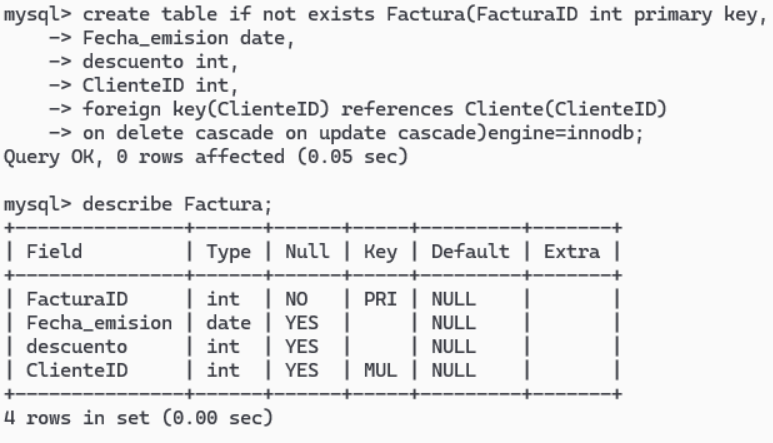 mysql> create table if not exists Factura(FacturaID int primary key,
    -> Fecha_emision date,
    -> descuento int,
    -> ClienteID int,
    -> foreign key(ClienteID) references Cliente(ClienteID)
    -> on delete cascade on update cascade)engine=innodb;
Query OK, 0 rows affected (0.05 sec)

mysql> describe Factura;
+---------------+------+------+-----+---------+-------+
| Field         | Type | Null | Key | Default | Extra |
+---------------+------+------+-----+---------+-------+
| FacturaID     | int  | NO   | PRI | NULL    |       |
| Fecha_emision | date | YES  |     | NULL    |       |
| descuento     | int  | YES  |     | NULL    |       |
| ClienteID     | int  | YES  | MUL | NULL    |       |
+---------------+------+------+-----+---------+-------+
4 rows in set (0.00 sec)